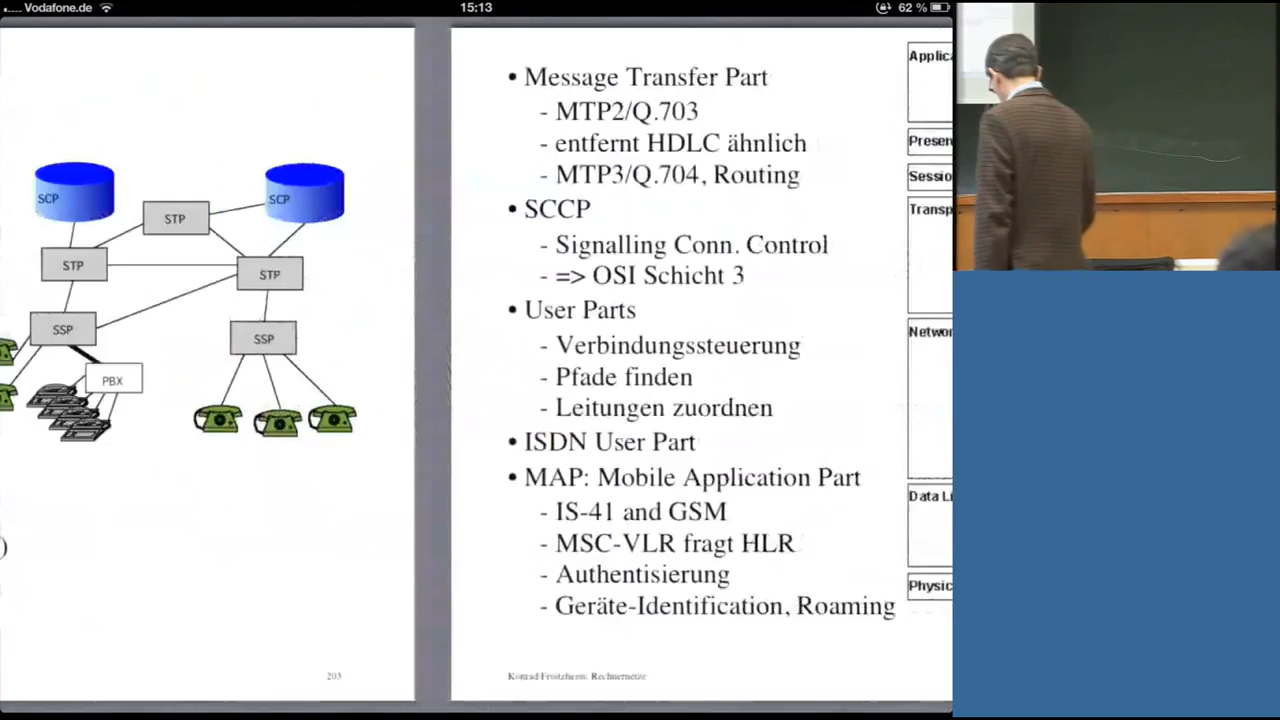 Vodafone.de
15:13
62 %
SCP
SCP
STP
STP
STP
SSP
SSP
PBX
)
203
• Message Transfer Part
- MTP2/Q.703
- entfernt HDLC ähnlich
- MTP3/Q.704, Routing
• SCCP
- Signalling Conn. Control
- => OSI Schicht 3
• User Parts
- Verbindungssteuerung
- Pfade finden
- Leitungen zuordnen
• ISDN User Part
• MAP: Mobile Application Part
- IS-41 and GSM
- MSC-VLR fragt HLR
- Authentisierung
- Geräte-Identification, Roaming
Konrad Froitzheim: Rechnernetze
Applica
Presen
Sessio
Transp
Networ
Data Li
Physic